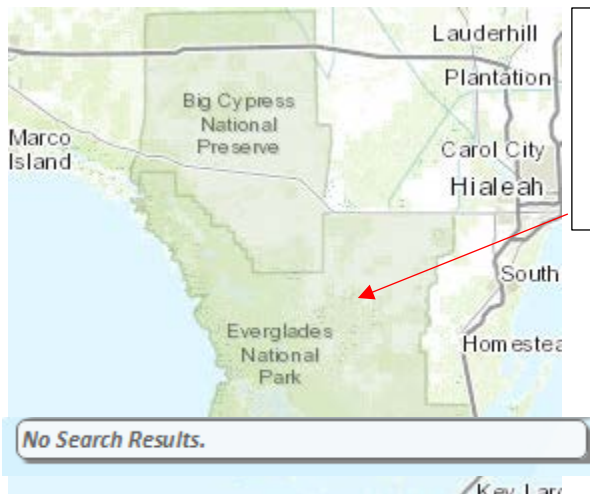 Lauderhill
Plantation
Big Cypress
National
Preserve
Marco
Island
Carol City
Hialeah
South
Everglades
National
Park
Homestea
No Search Results.
Key Larg